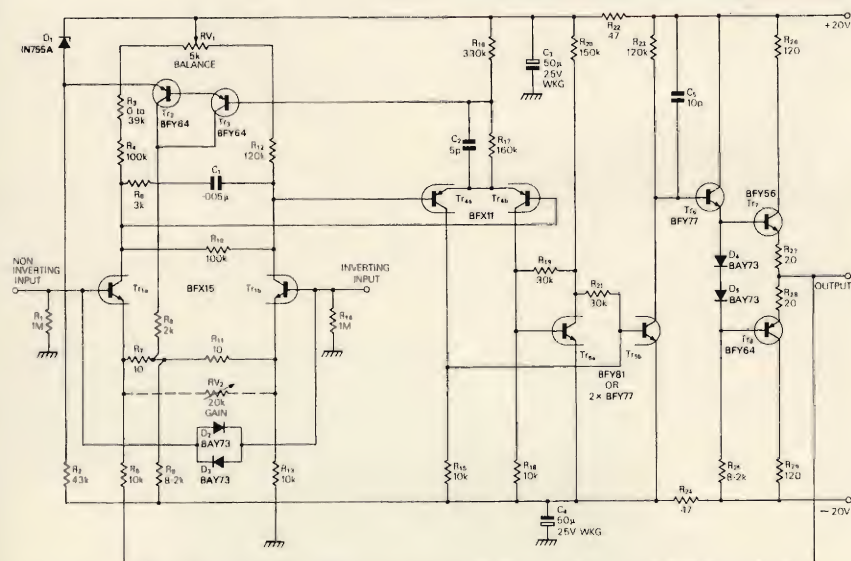 D1
IN755A
RV1
5k
BALANCE
R3
0 to
39k
R4
100k
Tr2
BFY64
Tr3
BFY64
R12
120k
R6
3k
C1
·005µ
R16
330k
C2
5p
R17
160k
C3
50µ
25V
WKG
R20
150k
R22
47
R23
120k
C5
10p
+20V
R26
120
BFY56
Tr7
Tr6
BFY77
Tr4a
Tr4b
BFX11
R10
100k
NON
INVERTING
INPUT
Tr1a
BFX15
Tr1b
INVERTING
INPUT
R1
1M
R14
1M
R8
2k
R7
10
R11
10
RV2
20k
GAIN
D2
BAY73
D3
BAY73
R2
43k
R5
10k
R9
8·2k
R13
10k
R19
30k
R21
30k
Tr5a
Tr5b
BFY81
OR
2× BFY77
D4
BAY73
D5
BAY73
R27
20
OUTPUT
R28
20
Tr8
BFY64
R15
10k
R18
10k
C4
50µ
25V WKG
R24
47
R25
8·2k
R29
120
−20V